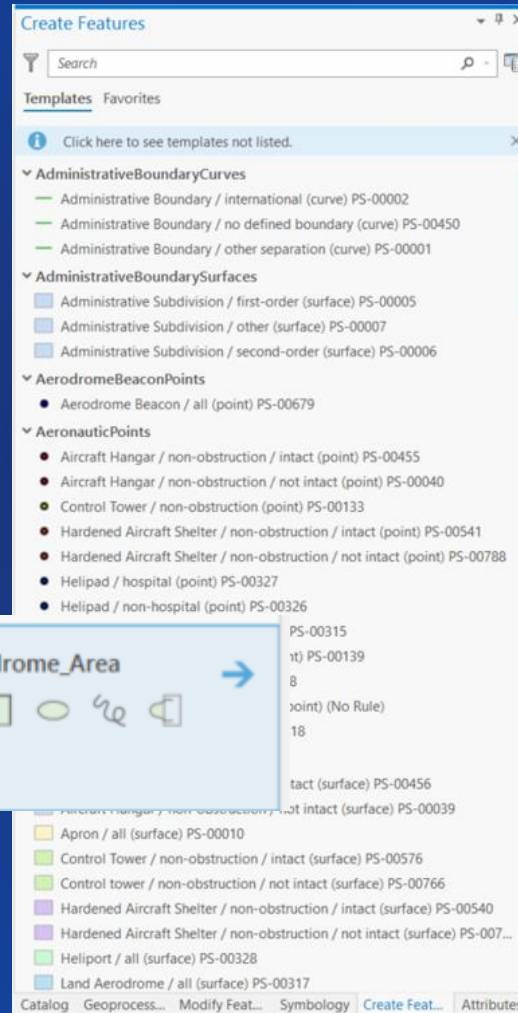 Create Features
Search
Templates Favorites
Click here to see templates not listed.
AdministrativeBoundaryCurves
Administrative Boundary / international (curve) PS-00002
Administrative Boundary / no defined boundary (curve) PS-00450
Administrative Boundary / other separation (curve) PS-00001
AdministrativeBoundarySurfaces
Administrative Subdivision / first-order (surface) PS-00005
Administrative Subdivision / other (surface) PS-00007
Administrative Subdivision / second-order (surface) PS-00006
AerodromeBeaconPoints
Aerodrome Beacon / all (point) PS-00679
AeronauticPoints
Aircraft Hangar / non-obstruction / intact (point) PS-00455
Aircraft Hangar / non-obstruction / not intact (point) PS-00040
Control Tower / non-obstruction (point) PS-00133
Hardened Aircraft Shelter / non-obstruction / intact (point) PS-00541
Hardened Aircraft Shelter / non-obstruction / not intact (point) PS-00788
Helipad / hospital (point) PS-00327
Helipad / non-hospital (point) PS-00326
PS-00315
drome_Area
nt) PS-00139
8
point) (No Rule)
18
tact (surface) PS-00456
Aircraft Hangar / non-obstruction / not intact (surface) PS-00039
Apron / all (surface) PS-00010
Control Tower / non-obstruction / intact (surface) PS-00576
Control tower / non-obstruction / not intact (surface) PS-00766
Hardened Aircraft Shelter / non-obstruction / intact (surface) PS-00540
Hardened Aircraft Shelter / non-obstruction / not intact (surface) PS-007...
Heliport / all (surface) PS-00328
Land Aerodrome / all (surface) PS-00317
Catalog Geoprocess... Modify Feat... Symbology Create Feat... Attributes